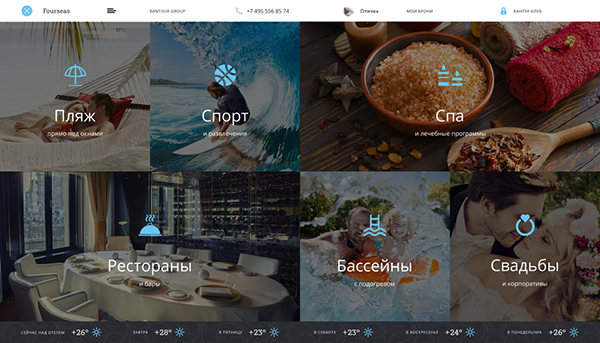 Fourseas
BANTOUR GROUP
+7 495 556 85 74
Птичка
МОИ БРОНИ
БАНТУР КЛУБ
Пляж
прямо под окнами
Спорт
и развлечения
Спа
и лечебные программы
Рестораны
и бары
Бассейны
с подогревом
Свадьбы
и корпоративы
СЕЙЧАС НАД ОТЕЛЕМ +26°
ЗАВТРА +28°
В ПЯТНИЦУ +23°
В СУББОТУ +23°
В ВОСКРЕСЕНЬЕ +24°
В ПОНЕДЕЛЬНИК +26°